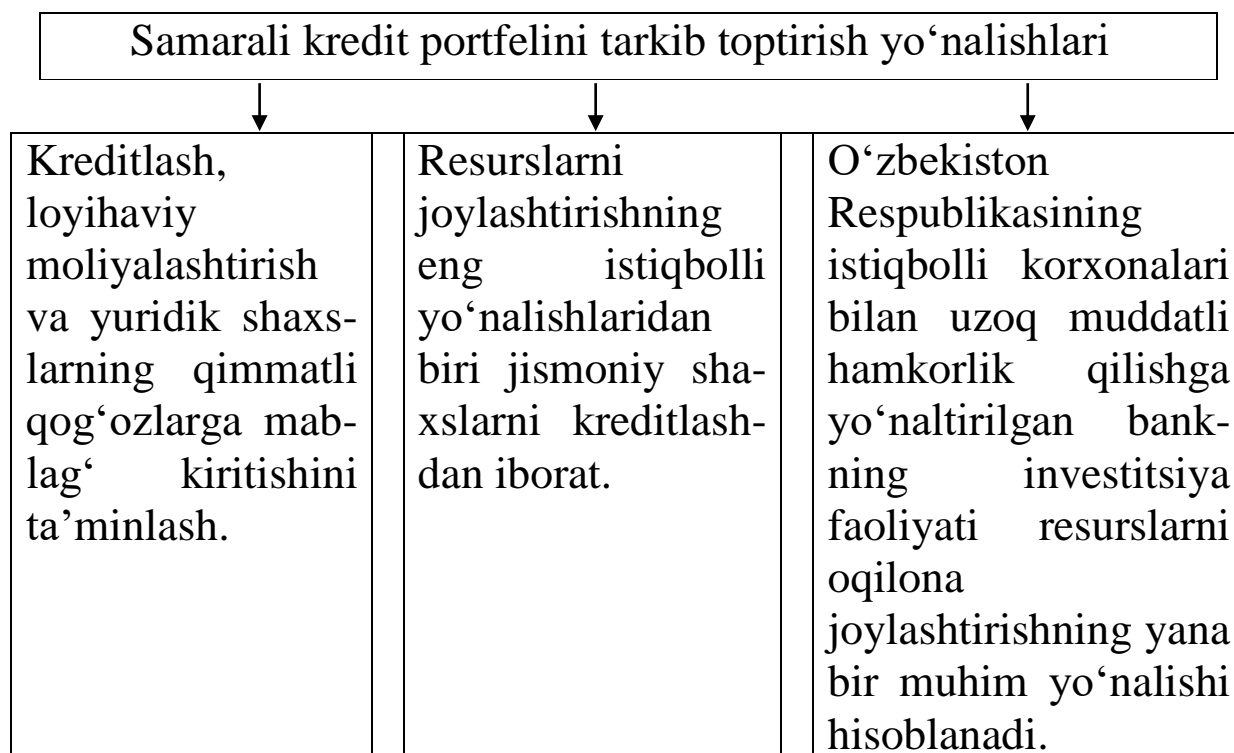 Samarali kredit portfelini tarkib toptirish yo‘nalishlari
Kreditlash,
loyihaviy
moliyalashtirish
va yuridik shaxs-
larning qimmatli
qog‘ozlarga mab-
lag‘ kiritishini
ta’minlash.
Resurslarni
joylashtirishning
eng istiqbolli
yo‘nalishlaridan
biri jismoniy sha-
xslarni kreditlash-
dan iborat.
O‘zbekiston
Respublikasining
istiqbolli korxonalari
bilan uzoq muddatli
hamkorlik qilishga
yo‘naltirilgan bank-
ning investitsiya
faoliyati resurslarni
oqilona
joylashtirishning yana
bir muhim yo‘nalishi
hisoblanadi.